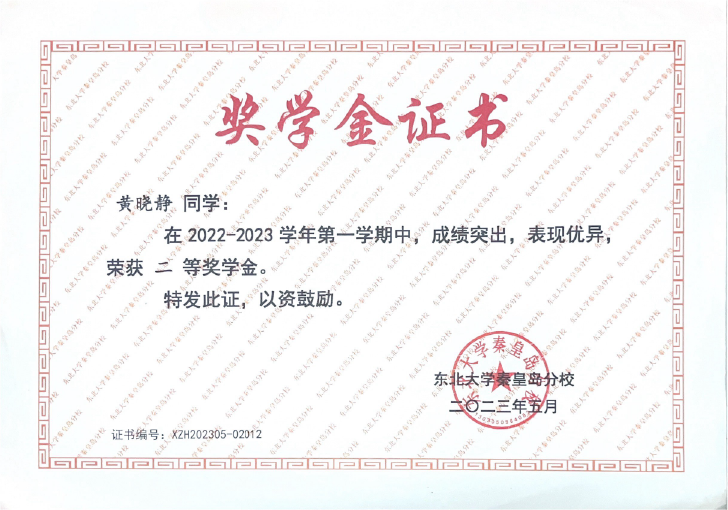 奖学金证书
黄晓静 同学：
在 2022-2023 学年第一学期中，成绩突出，表现优异，
荣获 二 等奖学金。
特发此证，以资鼓励。
东北大学秦皇岛分校
二〇二三年五月
证书编号：XZH202305-02012